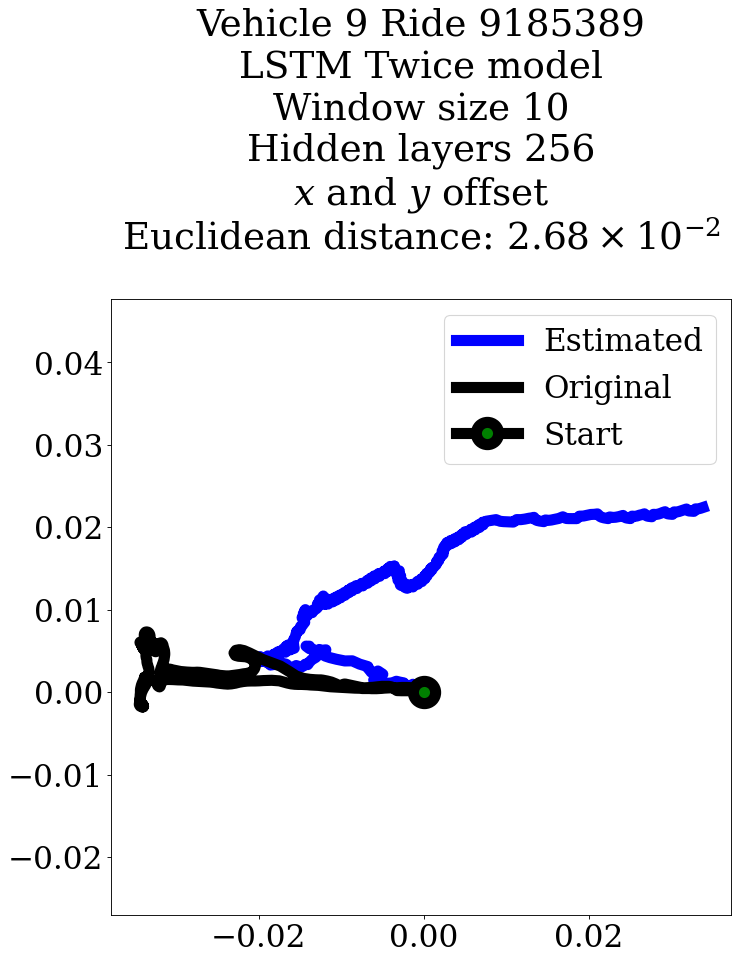 Vehicle 9 Ride 9185389
LSTM Twice model
Window size 10
Hidden layers 256
x and y offset
Euclidean distance: 2.68 × 10⁻²
Estimated
Original
Start
0.04
0.03
0.02
0.01
0.00
−0.01
−0.02
−0.02 0.00 0.02